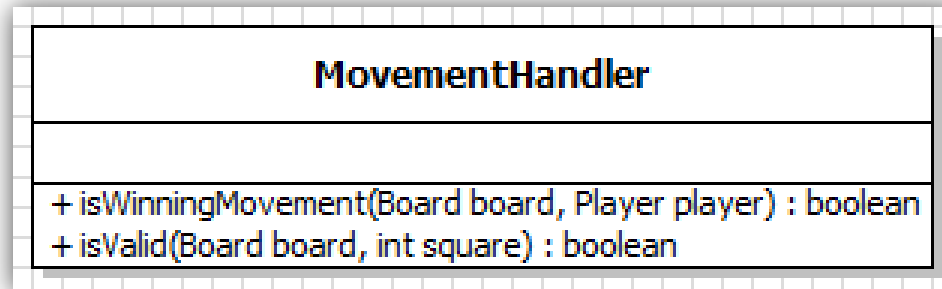 MovementHandler
+ isWinningMovement(Board board, Player player) : boolean
+ isValid(Board board, int square) : boolean